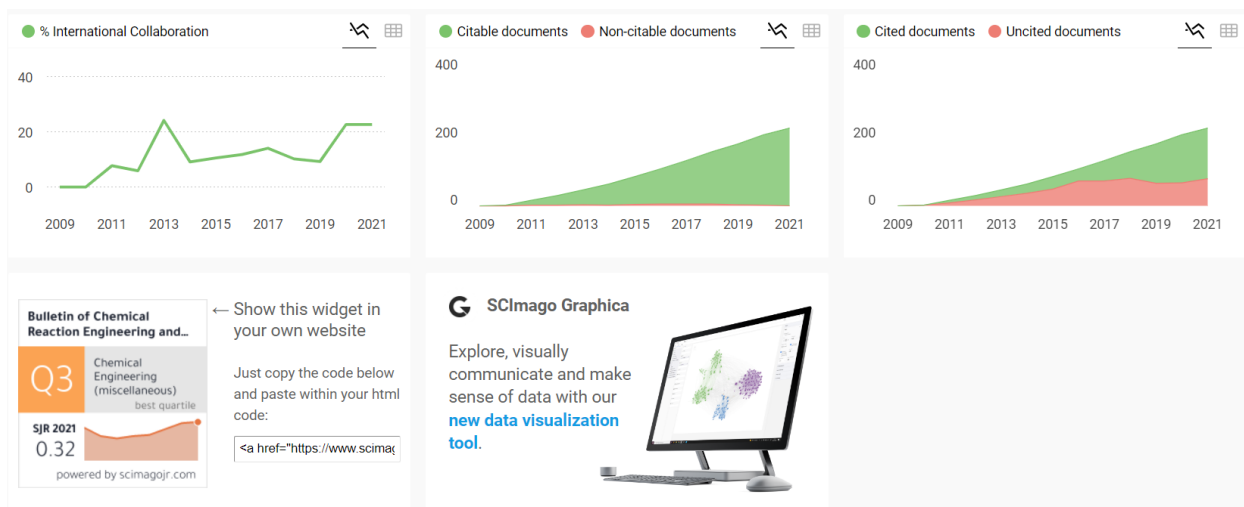 % International Collaboration
40
20
0
2009 2011 2013 2015 2017 2019 2021
Citable documents Non-citable documents
400
200
0
2009 2011 2013 2015 2017 2019 2021
Cited documents Uncited documents
400
200
0
2009 2011 2013 2015 2017 2019 2021
Bulletin of Chemical
Reaction Engineering and...
Q3
Chemical
Engineering
(miscellaneous)
best quartile
SJR 2021
0.32
powered by scimagojr.com
← Show this widget in
your own website
Just copy the code below
and paste within your html
code:
<a href="https://www.scimag
SCImago Graphica
Explore, visually
communicate and make
sense of data with our
new data visualization
tool.